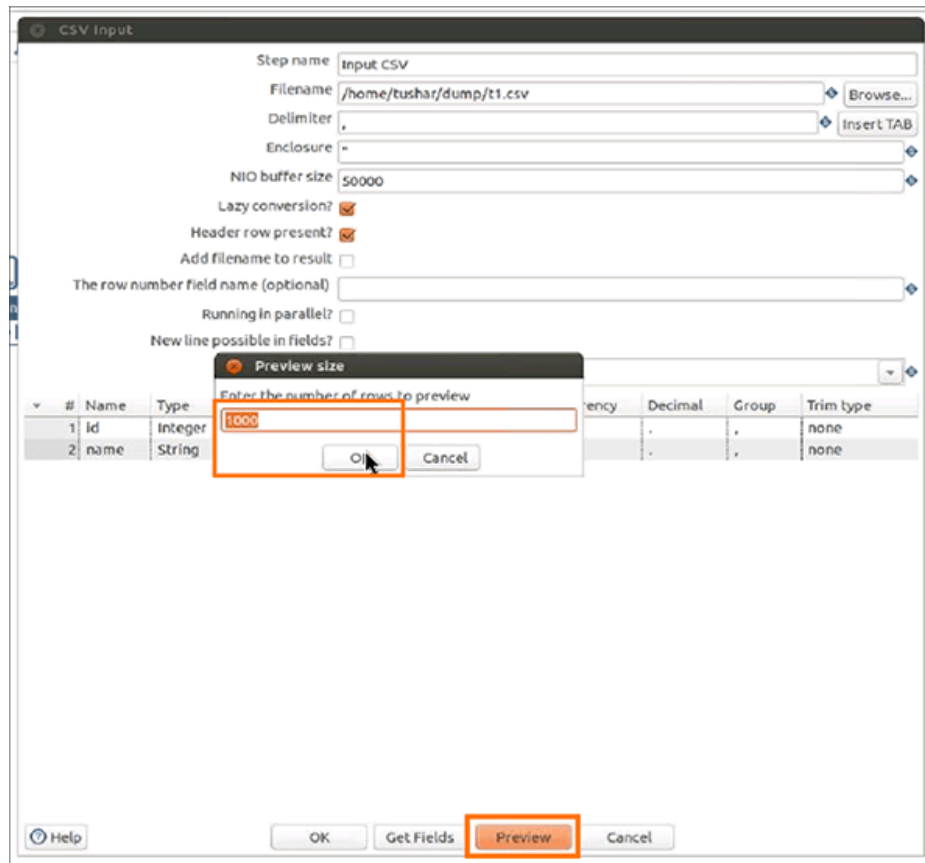 CSV Input
Step name Input CSV
Filename /home/tushar/dump/t1.csv Browse...
Delimiter , Insert TAB
Enclosure "
NIO buffer size 50000
Lazy conversion?
Header row present?
Add filename to result
The row number field name (optional)
Running in parallel?
New line possible in fields?
Preview size
Enter the number of rows to preview
1000
OK Cancel
# Name Type ency Decimal Group Trim type
1 id Integer . , none
2 name String . , none
Help OK Get Fields Preview Cancel